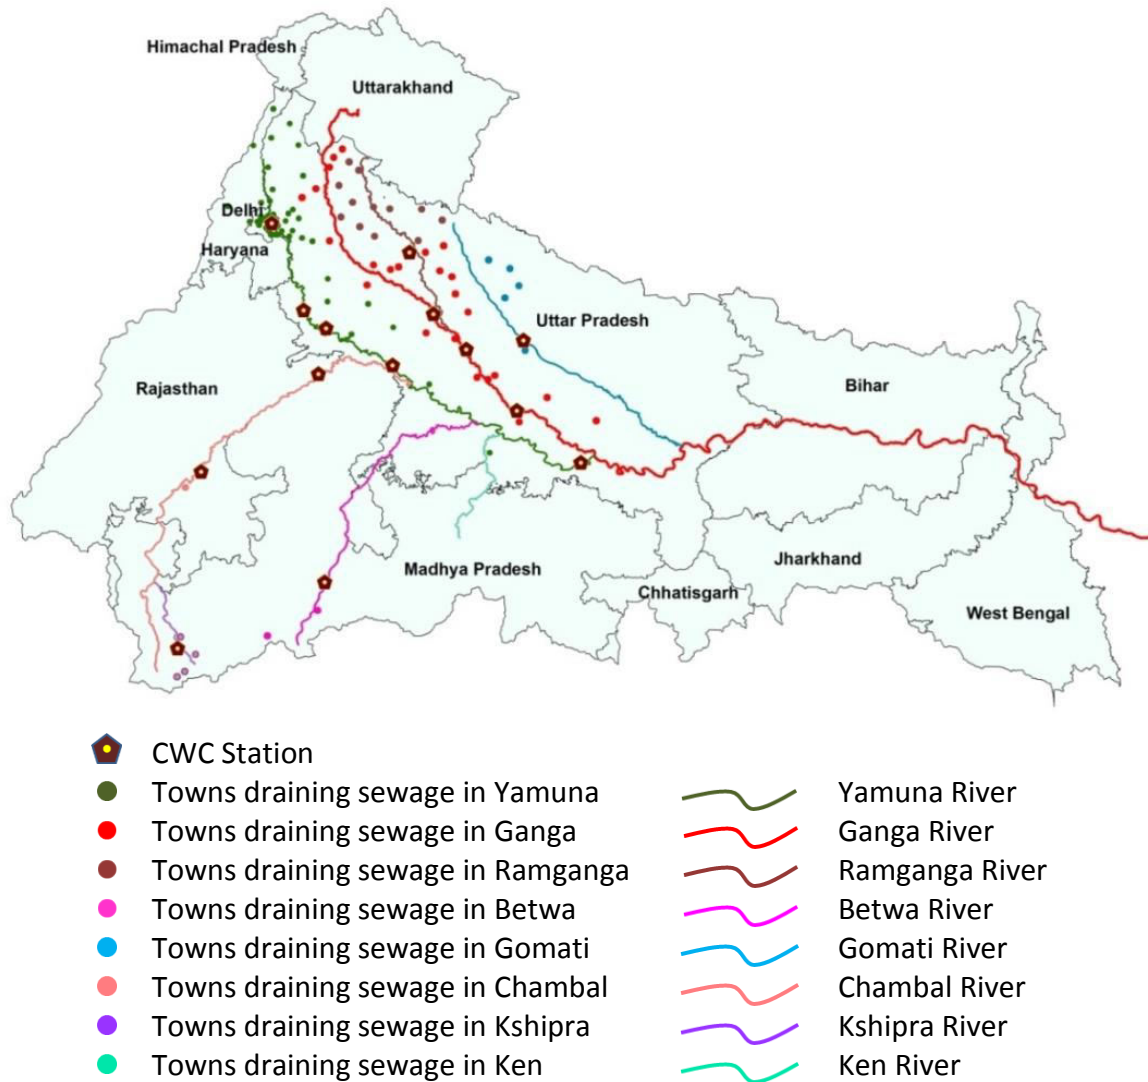 Himachal Pradesh
Uttarakhand
Delhi
Haryana
Uttar Pradesh
Rajasthan
Bihar
Madhya Pradesh
Jharkhand
Chhatisgarh
West Bengal
CWC Station
Towns draining sewage in Yamuna Yamuna River
Towns draining sewage in Ganga Ganga River
Towns draining sewage in Ramganga Ramganga River
Towns draining sewage in Betwa Betwa River
Towns draining sewage in Gomati Gomati River
Towns draining sewage in Chambal Chambal River
Towns draining sewage in Kshipra Kshipra River
Towns draining sewage in Ken Ken River